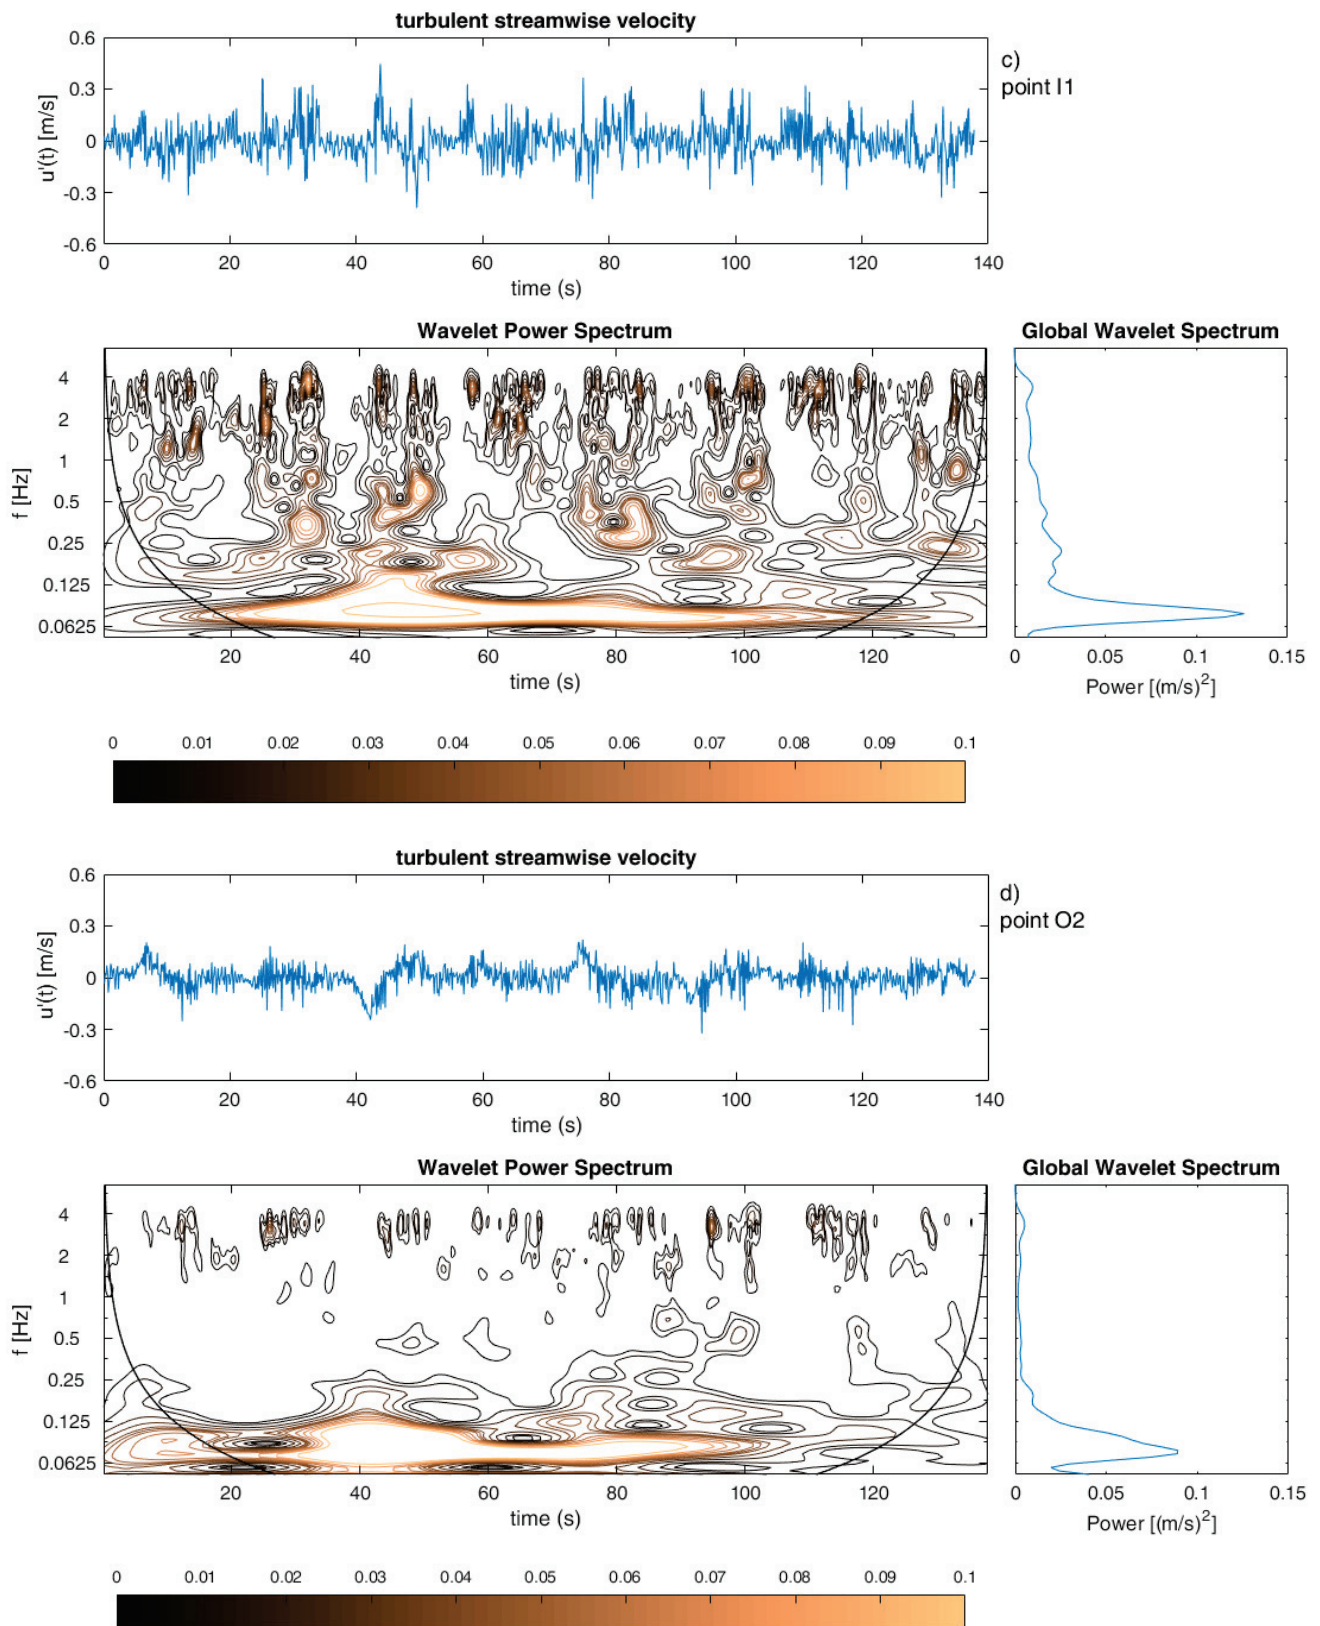 turbulent streamwise velocity
c)
point I1
u'(t) [m/s]
0.6
0.3
0
-0.3
-0.6
0 20 40 60 80 100 120 140
time (s)
Wavelet Power Spectrum
Global Wavelet Spectrum
f [Hz]
4
2
1
0.5
0.25
0.125
0.0625
20 40 60 80 100 120
time (s)
0 0.05 0.1 0.15
Power [(m/s)²]
0 0.01 0.02 0.03 0.04 0.05 0.06 0.07 0.08 0.09 0.1
turbulent streamwise velocity
d)
point O2
u'(t) [m/s]
0.6
0.3
0
-0.3
-0.6
0 20 40 60 80 100 120 140
time (s)
Wavelet Power Spectrum
Global Wavelet Spectrum
f [Hz]
4
2
1
0.5
0.25
0.125
0.0625
20 40 60 80 100 120
time (s)
0 0.05 0.1 0.15
Power [(m/s)²]
0 0.01 0.02 0.03 0.04 0.05 0.06 0.07 0.08 0.09 0.1